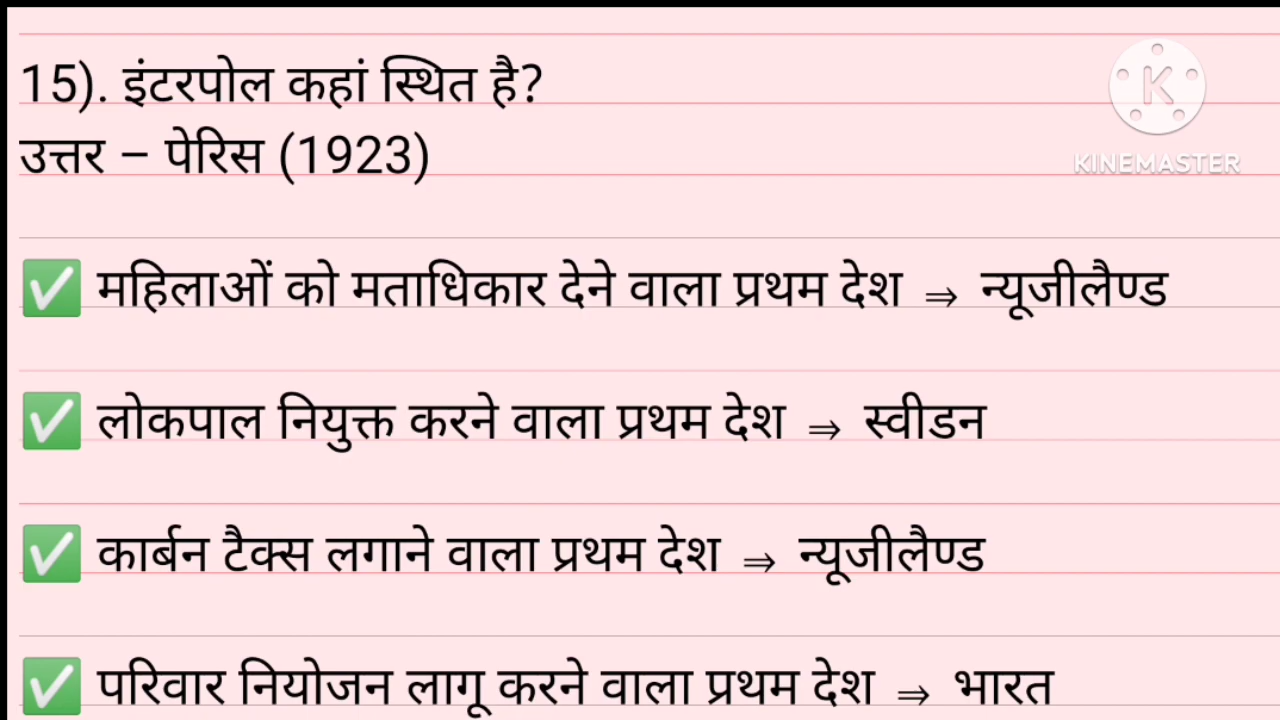 15). इंटरपोल कहां स्थित है?
उत्तर – पेरिस (1923)
✅ महिलाओं को मताधिकार देने वाला प्रथम देश ⇒ न्यूजीलैण्ड
✅ लोकपाल नियुक्त करने वाला प्रथम देश ⇒ स्वीडन
✅ कार्बन टैक्स लगाने वाला प्रथम देश ⇒ न्यूजीलैण्ड
✅ परिवार नियोजन लागू करने वाला प्रथम देश ⇒ भारत
K
KINEMASTER